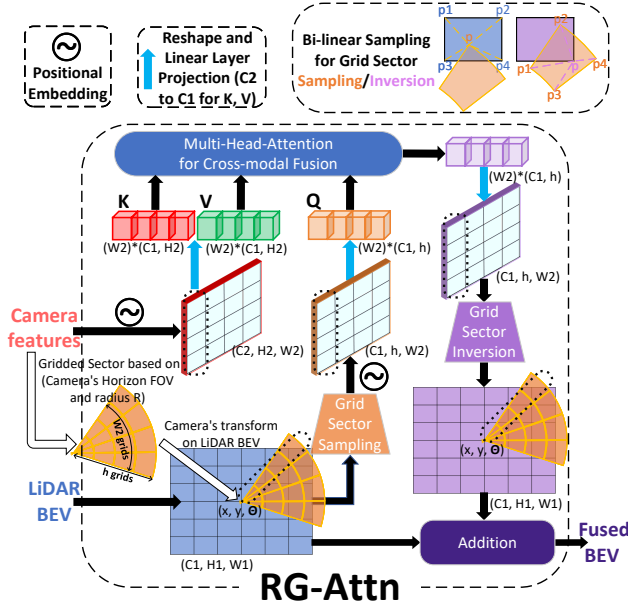 Positional
Embedding
Reshape and
Linear Layer
Projection (C2
to C1 for K, V)
Bi-linear Sampling
for Grid Sector
Sampling/Inversion
p1
p2
p
p3
p4
p2
p1
p
p4
p3
Multi-Head-Attention
for Cross-modal Fusion
K
V
Q
(W2)*(C1, H2)
(W2)*(C1, H2)
(W2)*(C1, h)
(W2)*(C1, h)
(C2, H2, W2)
(C1, h, W2)
(C1, h, W2)
Camera
features
Gridded Sector based on
(Camera's Horizon FOV
and radius R)
W2 grids
h grids
Camera's transform
on LiDAR BEV
Grid
Sector
Sampling
Grid
Sector
Inversion
LiDAR
BEV
(x, y, Θ)
(C1, H1, W1)
(x, y, Θ)
(C1, H1, W1)
Addition
Fused
BEV
RG-Attn